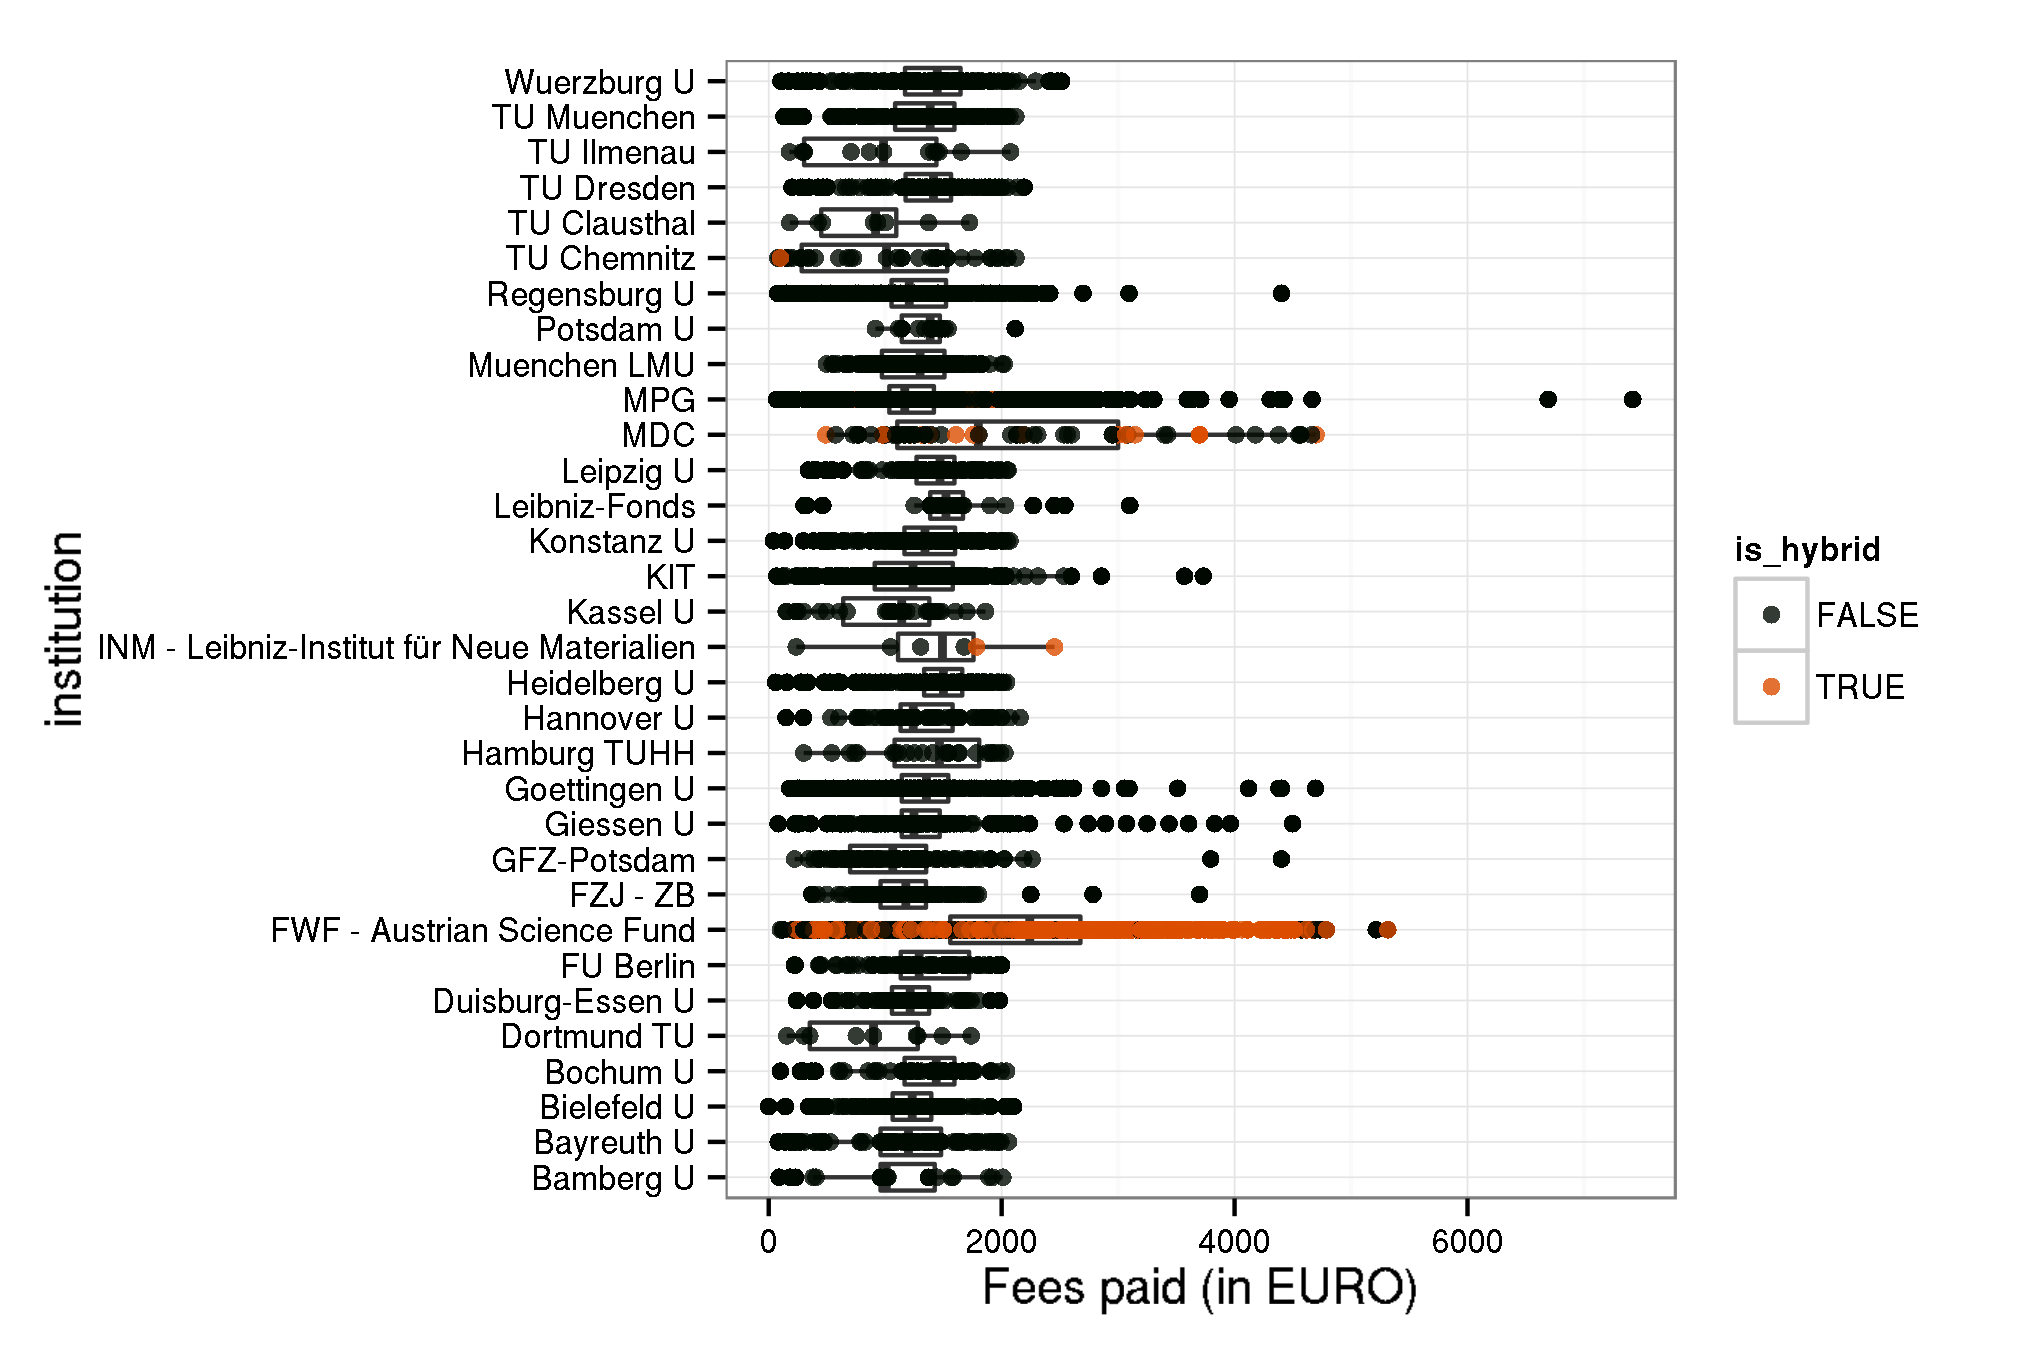 Wuerzburg U
TU Muenchen
TU Ilmenau
TU Dresden
TU Clausthal
TU Chemnitz
Regensburg U
Potsdam U
Muenchen LMU
MPG
MDC
Leipzig U
Leibniz-Fonds
Konstanz U
KIT
Kassel U
INM - Leibniz-Institut für Neue Materialien
Heidelberg U
Hannover U
Hamburg TUHH
Goettingen U
Giessen U
GFZ-Potsdam
FZJ - ZB
FWF - Austrian Science Fund
FU Berlin
Duisburg-Essen U
Dortmund TU
Bochum U
Bielefeld U
Bayreuth U
Bamberg U
institution
0 2000 4000 6000
Fees paid (in EURO)
is_hybrid
FALSE
TRUE